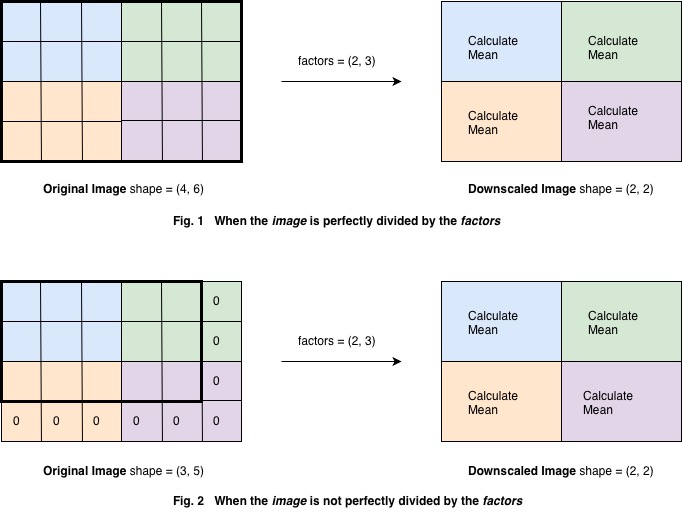 Calculate
Mean
Calculate
Mean
factors = (2, 3)
Calculate
Mean
Calculate
Mean
Original Image shape = (4, 6)
Downscaled Image shape = (2, 2)
Fig. 1 When the image is perfectly divided by the factors
0
Calculate
Mean
Calculate
Mean
0
factors = (2, 3)
0
Calculate
Mean
Calculate
Mean
0 0 0 0 0 0
Original Image shape = (3, 5)
Downscaled Image shape = (2, 2)
Fig. 2 When the image is not perfectly divided by the factors